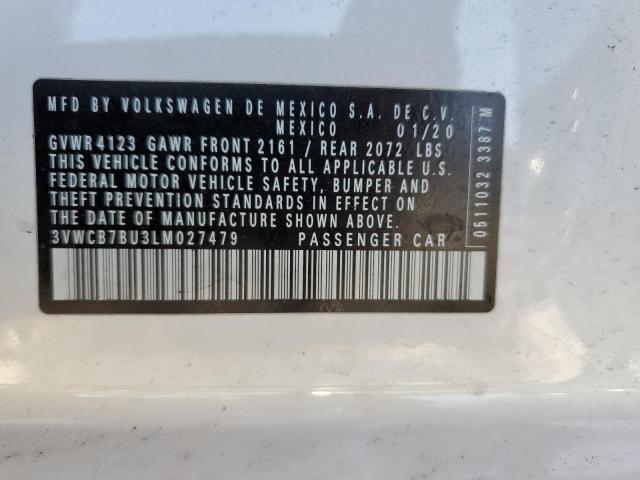 MFD BY VOLKSWAGEN DE MEXICO S.A. DE C.V.
MEXICO 01/20
GVWR 4123 GAWR FRONT 2161 / REAR 2072 LBS
THIS VEHICLE CONFORMS TO ALL APPLICABLE U.S.
FEDERAL MOTOR VEHICLE SAFETY, BUMPER AND
THEFT PREVENTION STANDARDS IN EFFECT ON
THE DATE OF MANUFACTURE SHOWN ABOVE.
3VWCB7BU3LM027479 PASSENGER CAR
0511032 3387 M